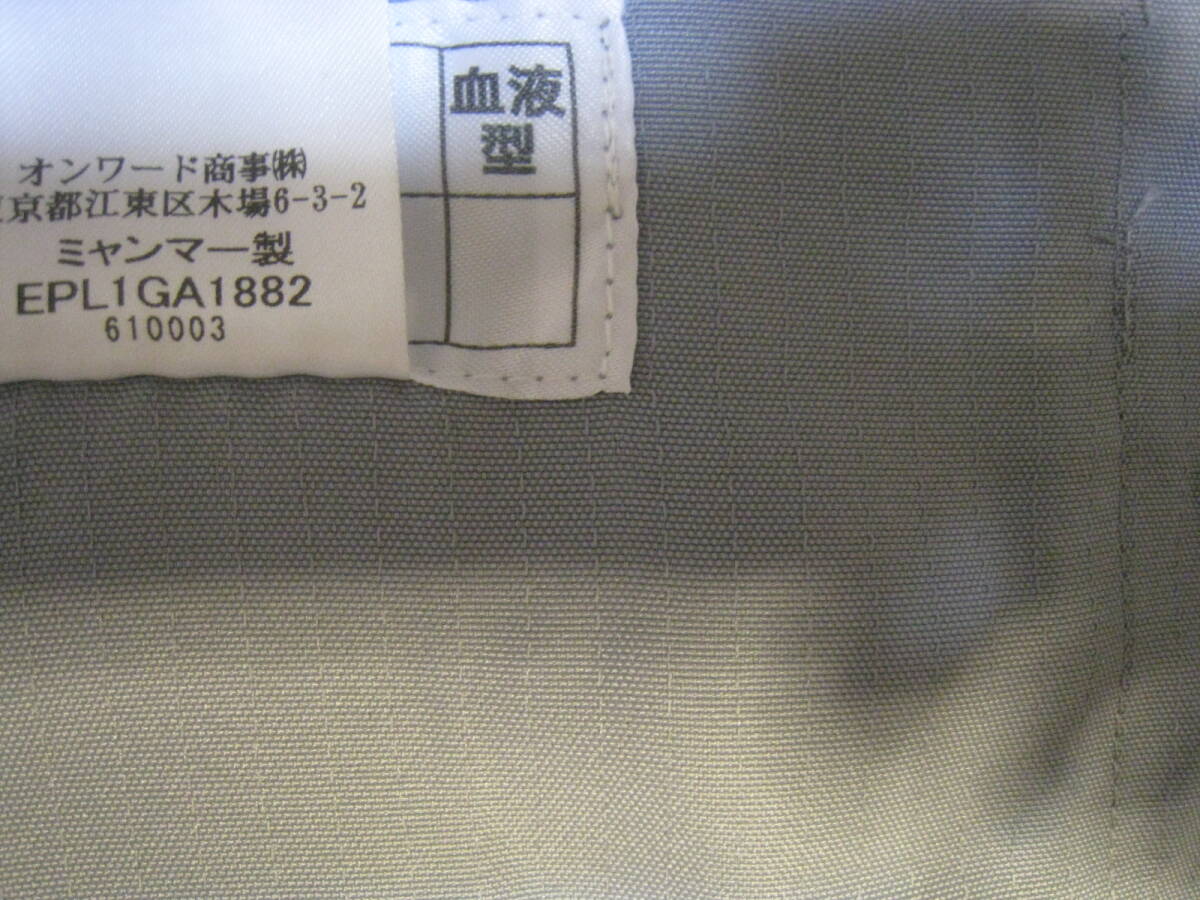 血液
型
オンワード商事㈱
京都江東区木場6-3-2
ミャンマー製
EPL1GA1882
610003